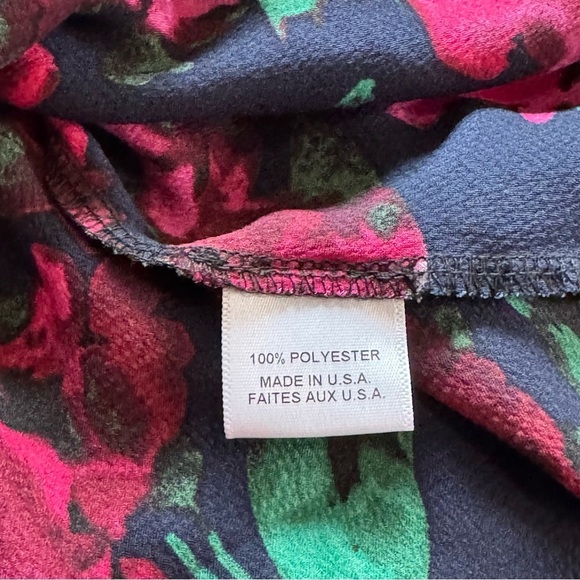 100% POLYESTER
MADE IN U.S.A.
FAITES AUX U.S.A.